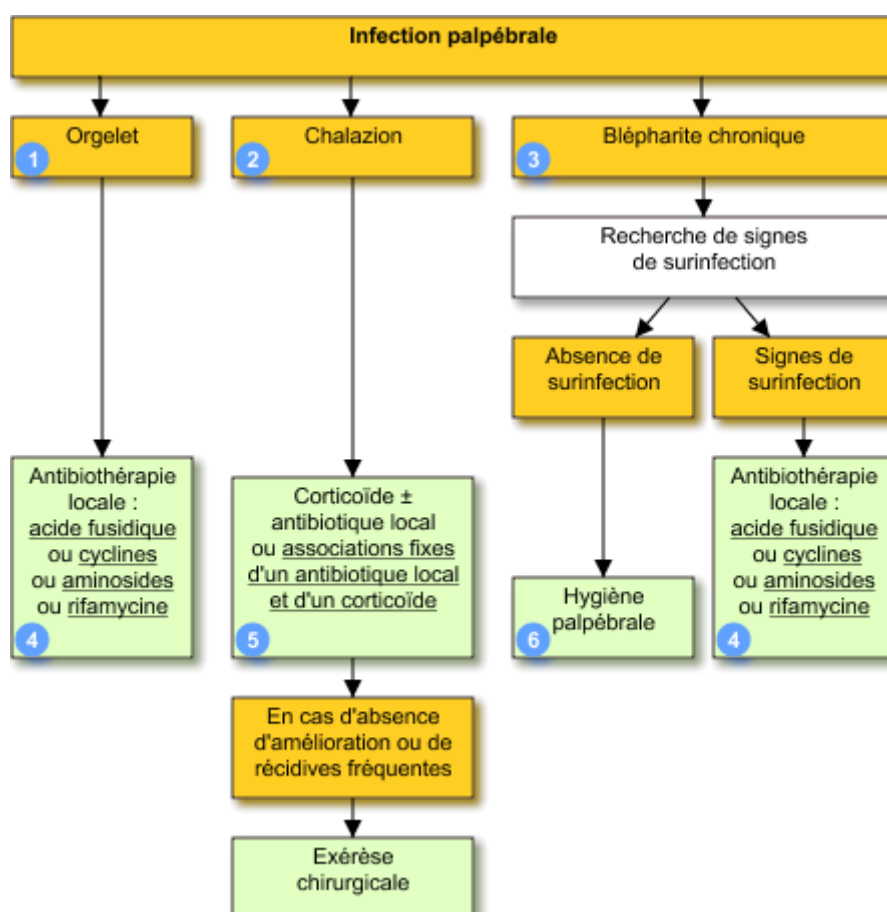 Infection palpébrale
Orgelet
1
Chalazion
2
Blépharite chronique
3
Recherche de signes
de surinfection
Absence de
surinfection
Signes de
surinfection
Antibiothérapie
locale :
acide fusidique
ou cyclines
ou aminosides
ou rifamycine
4
Corticoïde ±
antibiotique local
ou associations fixes
d'un antibiotique local
et d'un corticoïde
5
Hygiène
palpébrale
6
Antibiothérapie
locale :
acide fusidique
ou cyclines
ou aminosides
ou rifamycine
4
En cas d'absence
d'amélioration ou de
récidives fréquentes
Exérèse
chirurgicale